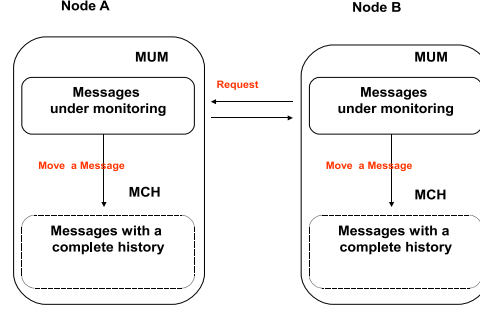 Node A
Node B
MUM
Messages
under monitoring
Request
MUM
Messages
under monitoring
Move a Message
MCH
Move a Message
MCH
Messages with a
complete history
Messages with a
complete history